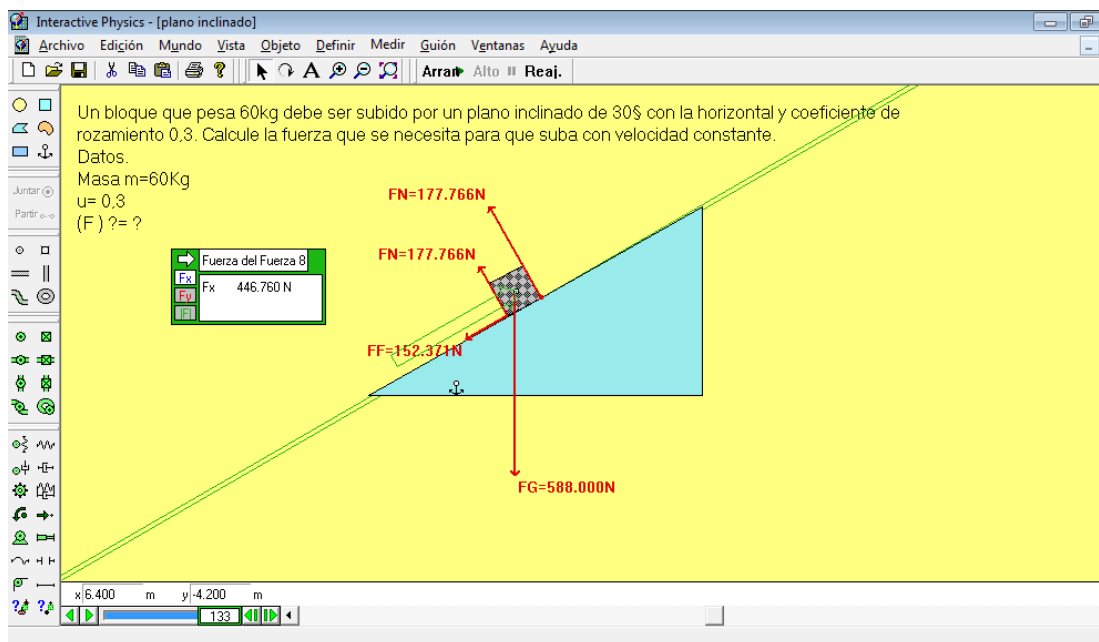 Interactive Physics - [plano inclinado]
Archivo Edición Mundo Vista Objeto Definir Medir Guión Ventanas Ayuda
Arran Alto II Reaj.
Un bloque que pesa 60kg debe ser subido por un plano inclinado de 30§ con la horizontal y coeficiente de
rozamiento 0,3. Calcule la fuerza que se necesita para que suba con velocidad constante.
Datos.
Masa m=60Kg
u= 0,3
(F ) ?= ?
Juntar
Partir
FN=177.766N
FN=177.766N
Fuerza del Fuerza 8
Fx
Fy
|F|
Fx 446.760 N
FF=152.371N
FG=588.000N
x 6.400 m y -4.200 m
133